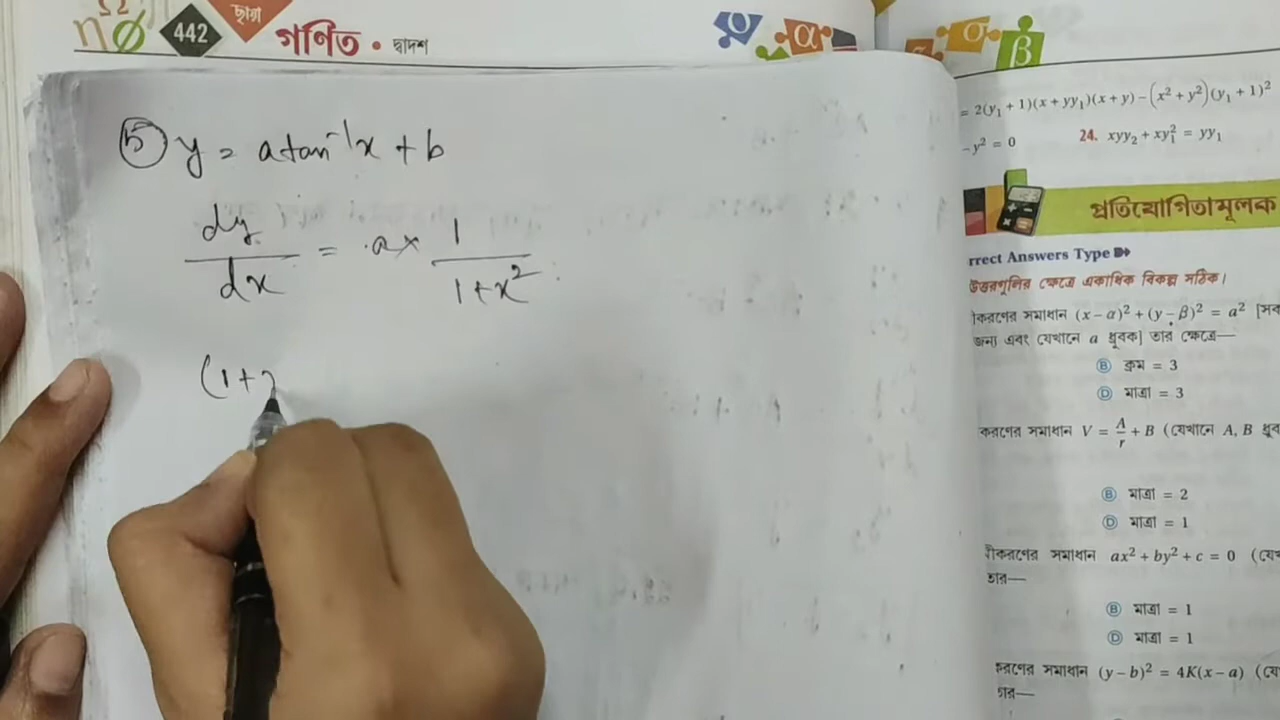 Ω
nØ 442 ছায়া গণিত • দ্বাদশ
α
σ β
5 y = a tan⁻¹x + b
dy/dx = a × 1/1+x²
(1+
= 2(y₁ + 1)(x + yy₁)(x + y) − (x² + y²)(y₁ + 1)²
− y² = 0 24. xyy₂ + xy₁² = yy₁
প্রতিযোগিতামূলক
rrect Answers Type
উত্তরগুলির ক্ষেত্রে একাধিক বিকল্প সঠিক।
করণের সমাধান (x − α)² + (y − β)² = a² [সব
জন্য এবং যেখানে a ধ্রুবক] তার ক্ষেত্রে—
B ক্রম = 3
D মাত্রা = 3
করণের সমাধান V = A/r + B (যেখানে A, B ধ্রুব
B মাত্রা = 2
D মাত্রা = 1
করণের সমাধান ax² + by² + c = 0 (যে
তার—
B মাত্রা = 1
D মাত্রা = 1
করণের সমাধান (y − b)² = 4K(x − a) (যে